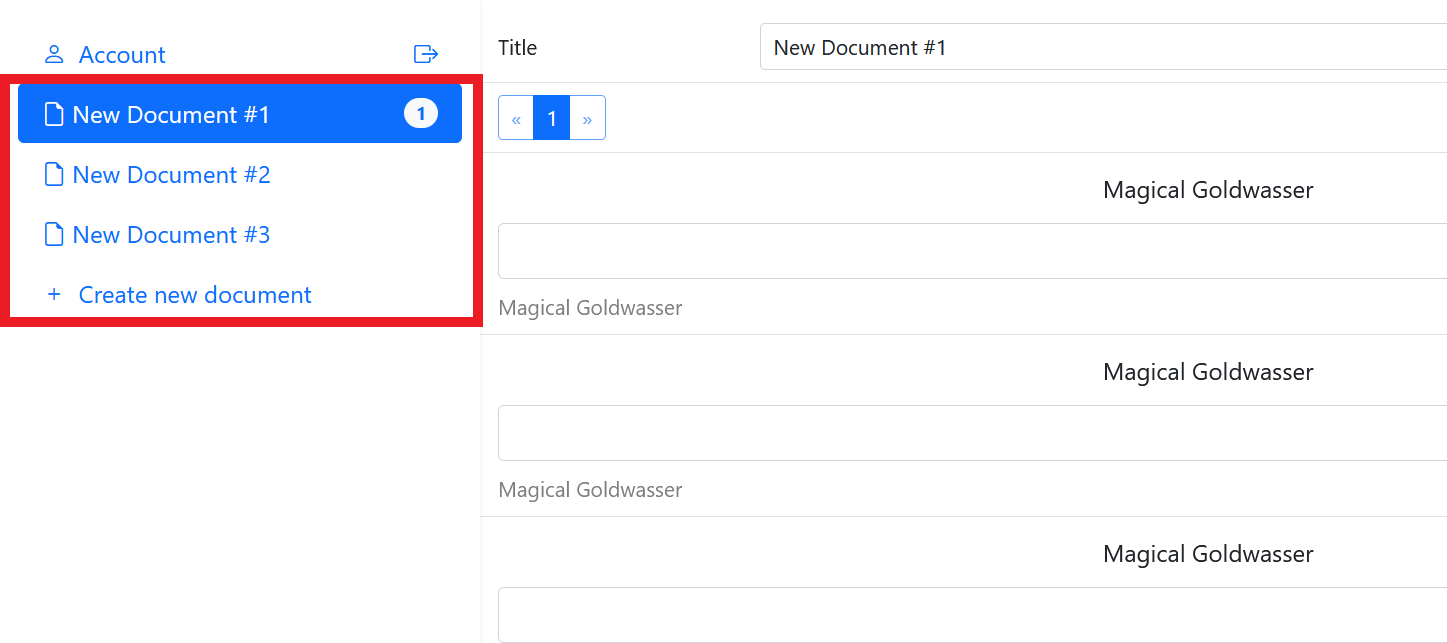 Account
New Document #1 1
New Document #2
New Document #3
+ Create new document
Title New Document #1
« 1 »
Magical Goldwasser
Magical Goldwasser
Magical Goldwasser
Magical Goldwasser
Magical Goldwasser